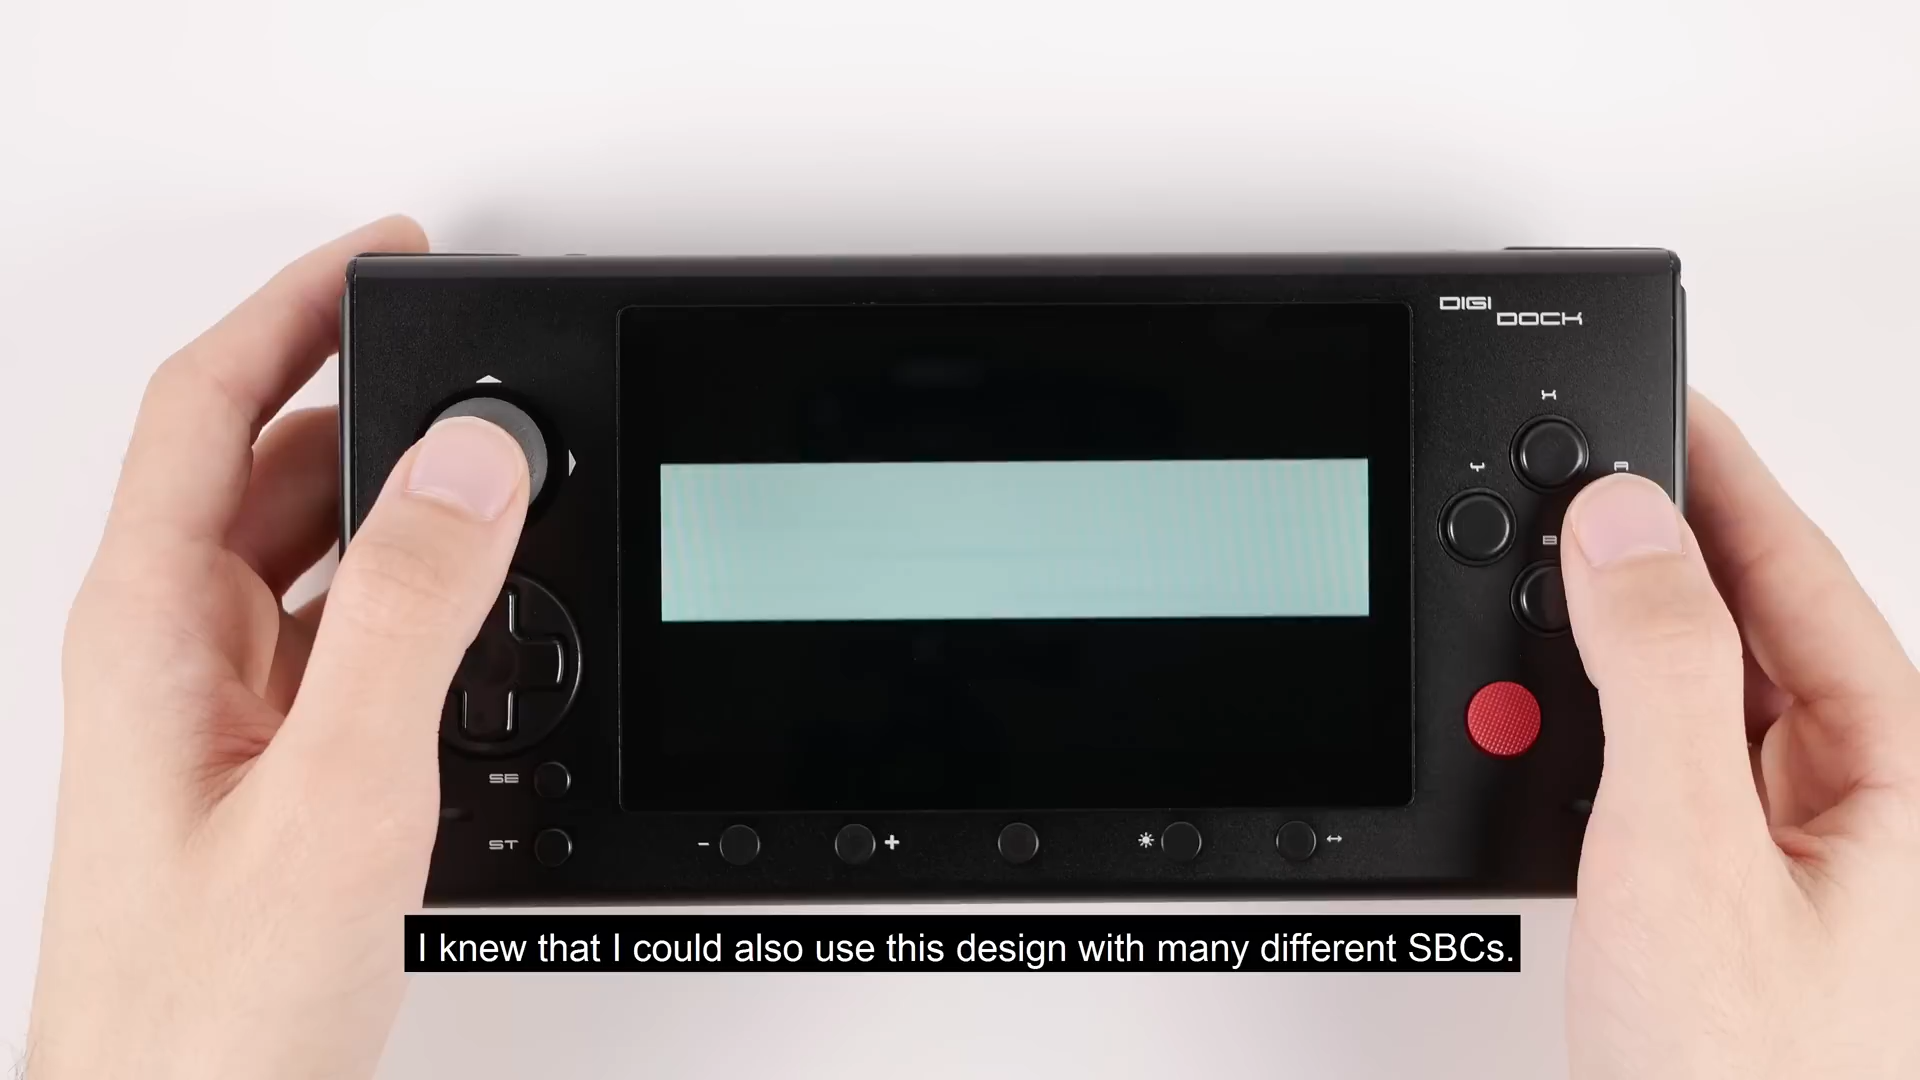 DIGI
DOCK
X
Y
A
B
SE
ST
-
+
I knew that I could also use this design with many different SBCs.